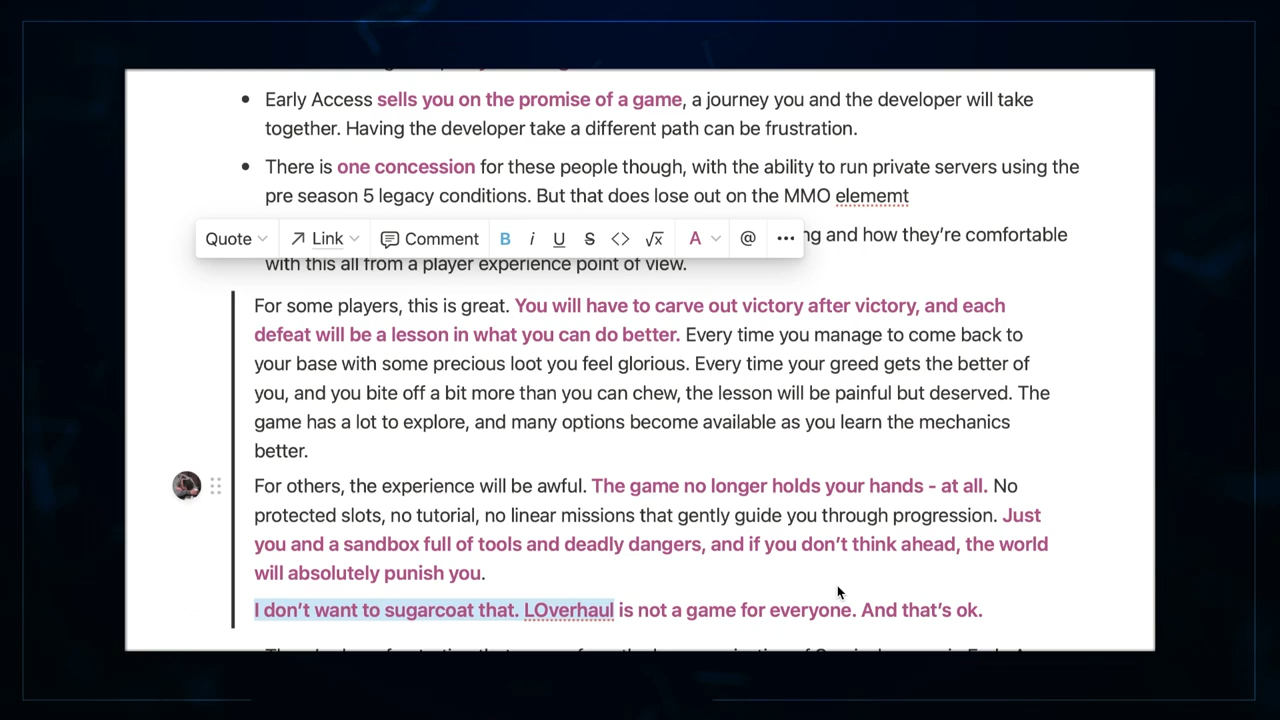 Early Access sells you on the promise of a game, a journey you and the developer will take
together. Having the developer take a different path can be frustration.
There is one concession for these people though, with the ability to run private servers using the
pre season 5 legacy conditions. But that does lose out on the MMO elememt
Quote Link Comment B i U S <> √x A @ •••
and how they're comfortable
with this all from a player experience point of view.
For some players, this is great. You will have to carve out victory after victory, and each
defeat will be a lesson in what you can do better. Every time you manage to come back to
your base with some precious loot you feel glorious. Every time your greed gets the better of
you, and you bite off a bit more than you can chew, the lesson will be painful but deserved. The
game has a lot to explore, and many options become available as you learn the mechanics
better.
For others, the experience will be awful. The game no longer holds your hands - at all. No
protected slots, no tutorial, no linear missions that gently guide you through progression. Just
you and a sandbox full of tools and deadly dangers, and if you don't think ahead, the world
will absolutely punish you.
I don't want to sugarcoat that. LOverhaul is not a game for everyone. And that's ok.